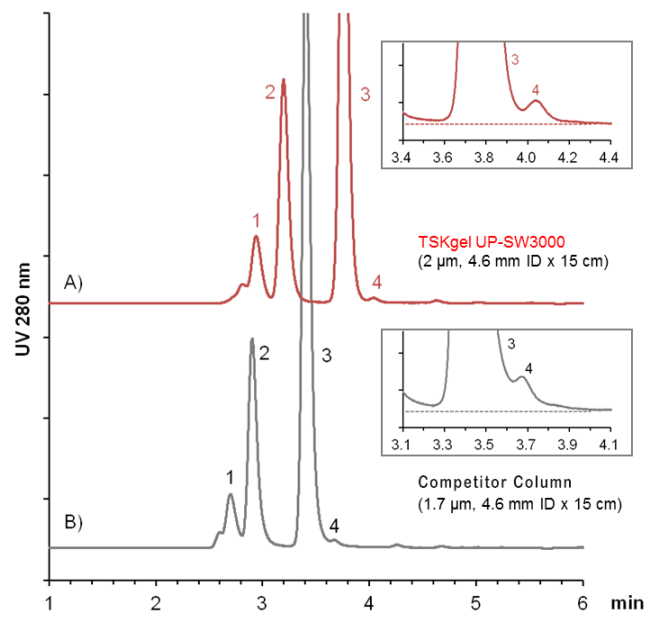 UV 280 nm
A)
1
2
3
4
3
4
3.4 3.6 3.8 4.0 4.2 4.4
TSKgel UP-SW3000
(2 µm, 4.6 mm ID x 15 cm)
B)
1
2
3
4
3
4
3.1 3.3 3.5 3.7 3.9 4.1
Competitor Column
(1.7 µm, 4.6 mm ID x 15 cm)
1 2 3 4 5 6 min